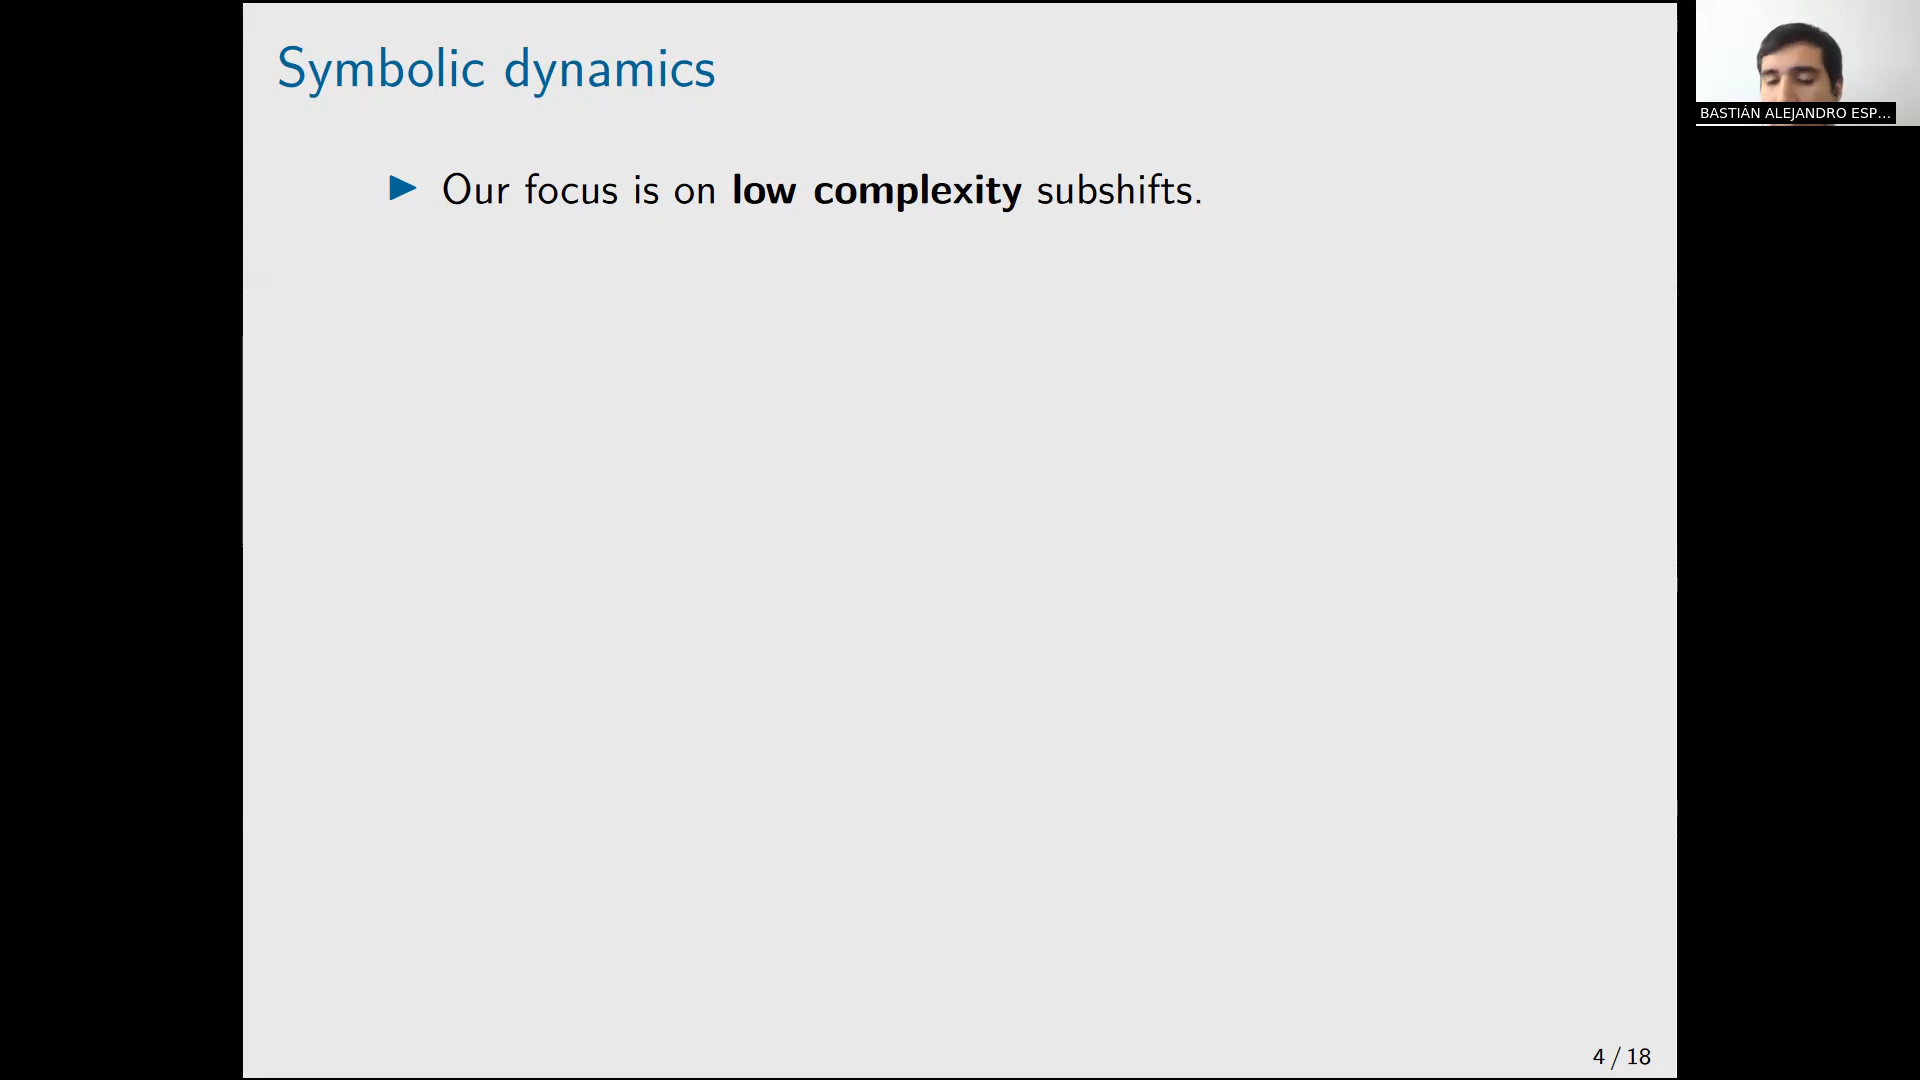 Symbolic dynamics
▶ Our focus is on low complexity subshifts.
BASTIÁN ALEJANDRO ESP...
4 / 18